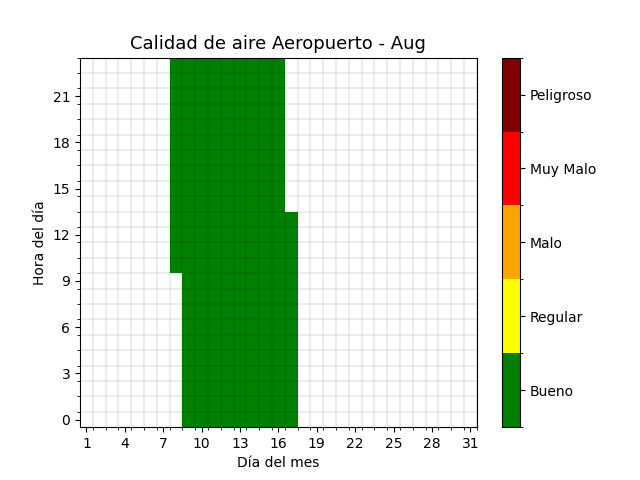 Calidad de aire Aeropuerto - Aug
Hora del día
21
18
15
12
9
6
3
0
1 4 7 10 13 16 19 22 25 28 31
Día del mes
Peligroso
Muy Malo
Malo
Regular
Bueno